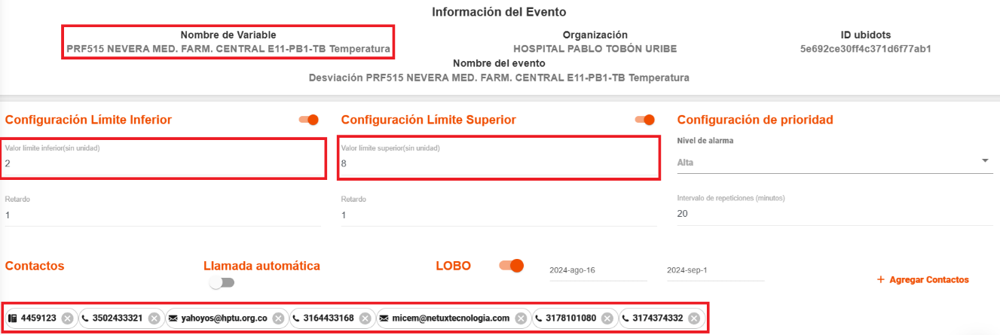 Información del Evento
Nombre de Variable
PRF515 NEVERA MED. FARM. CENTRAL E11-PB1-TB Temperatura
Organización
HOSPITAL PABLO TOBÓN URIBE
ID ubidots
5e692ce30ff4c371d6f77ab1
Nombre del evento
Desviación PRF515 NEVERA MED. FARM. CENTRAL E11-PB1-TB Temperatura
Configuración Límite Inferior
Valor límite inferior(sin unidad)
2
Retardo
1
Configuración Límite Superior
Valor límite superior(sin unidad)
8
Retardo
1
Configuración de prioridad
Nivel de alarma
Alta
Intervalo de repeticiones (minutos)
20
Contactos
Llamada automática
LOBO
2024-ago-16
2024-sep-1
+ Agregar Contactos
4459123
3502433321
yahoyos@hptu.org.co
3164433168
micem@netuxtecnologia.com
3178101080
3174374332